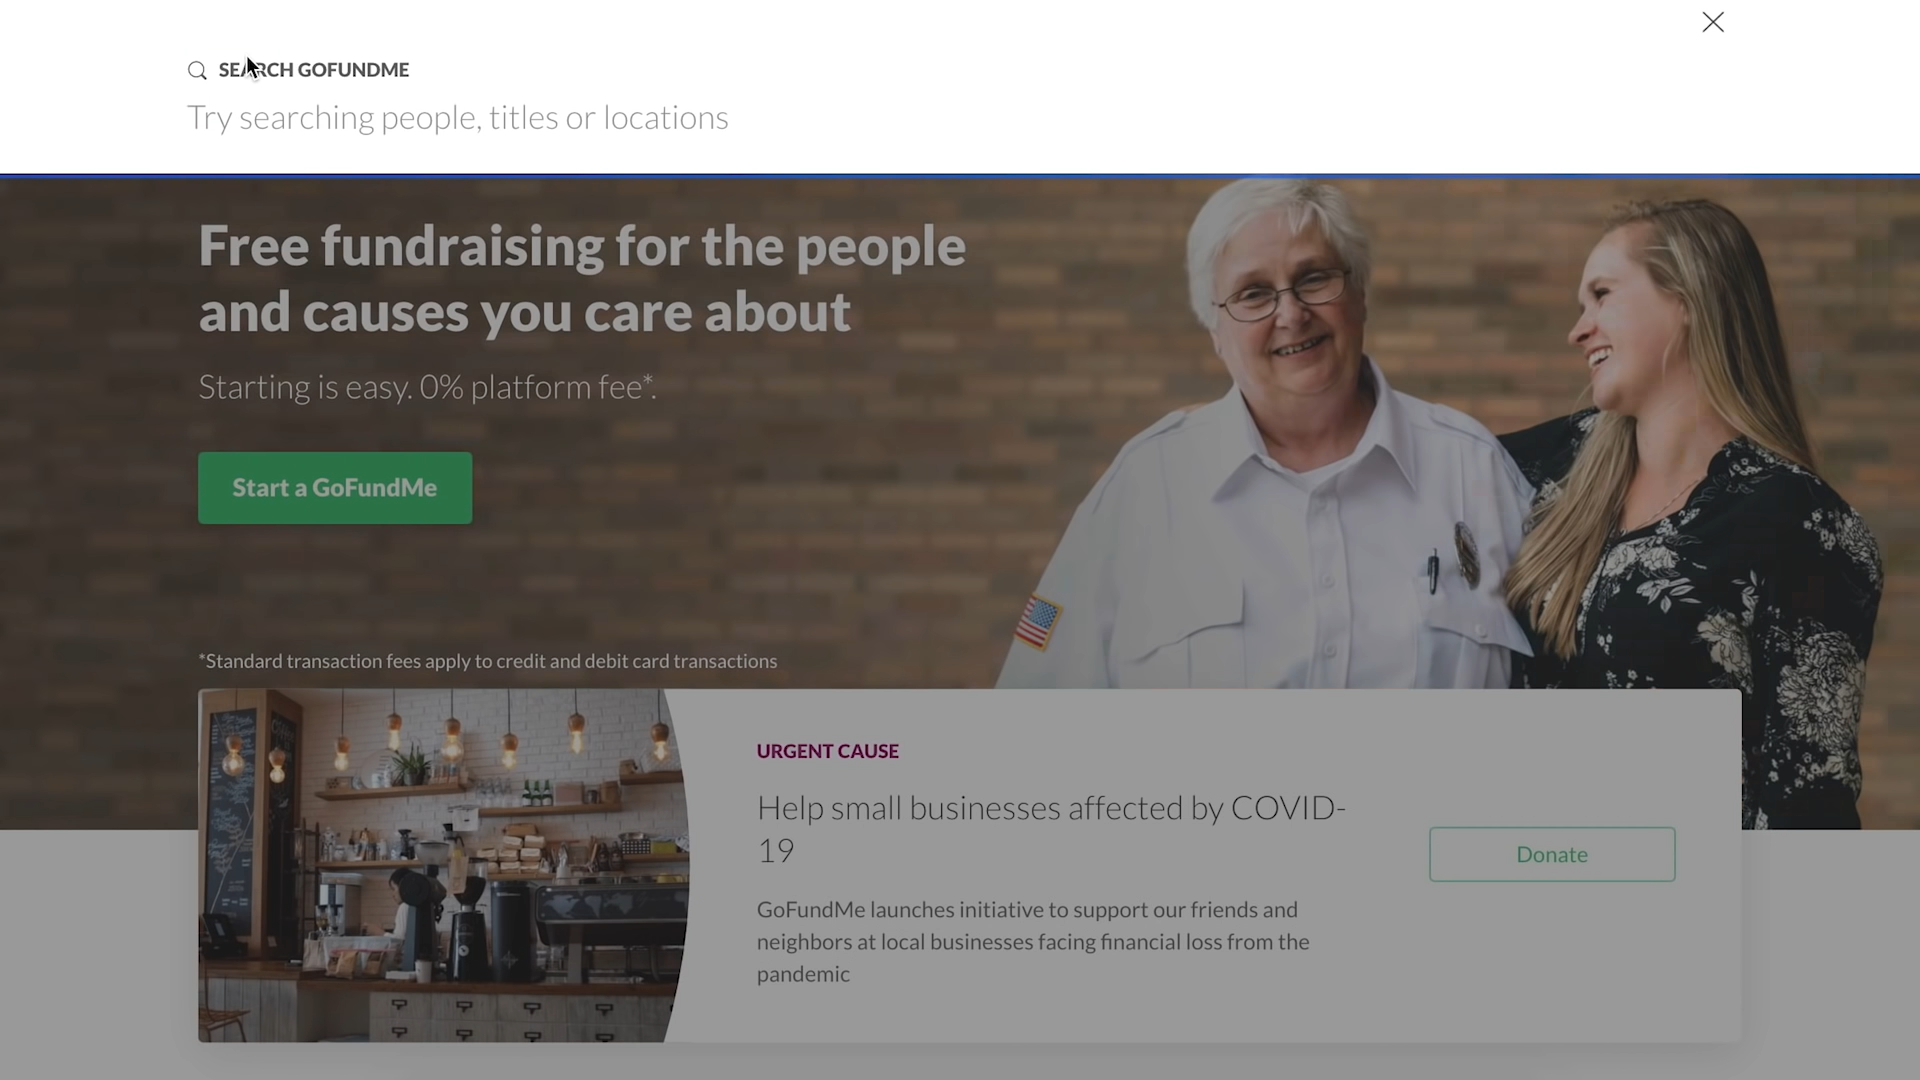 SEARCH GOFUNDME
Try searching people, titles or locations
Free fundraising for the people
and causes you care about
Starting is easy. 0% platform fee*.
Start a GoFundMe
*Standard transaction fees apply to credit and debit card transactions
URGENT CAUSE
Help small businesses affected by COVID-
19
Donate
GoFundMe launches initiative to support our friends and
neighbors at local businesses facing financial loss from the
pandemic